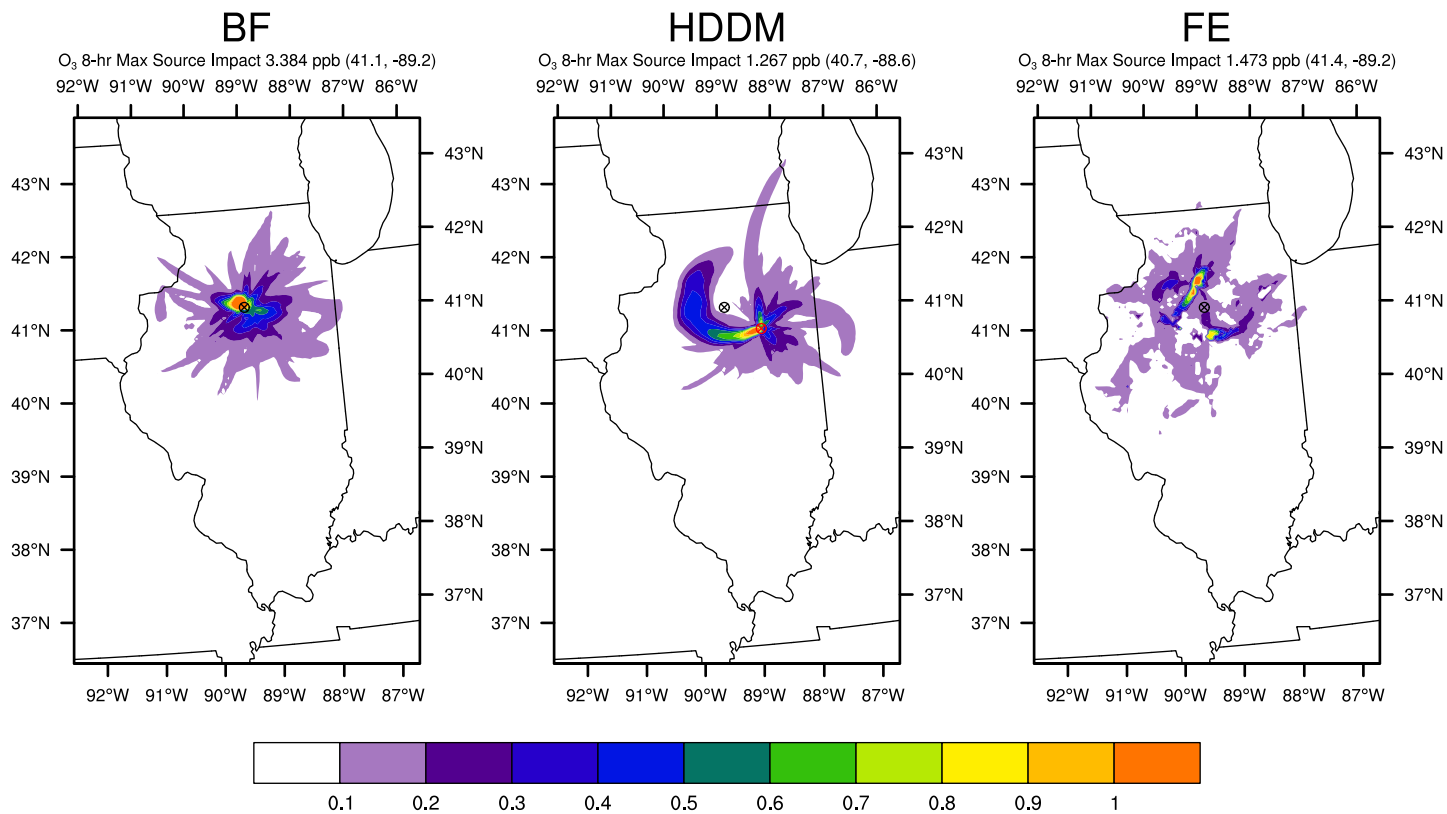 BF HDDM FE
O3 8-hr Max Source Impact 3.384 ppb (41.1, -89.2) O3 8-hr Max Source Impact 1.267 ppb (40.7, -88.6) O3 8-hr Max Source Impact 1.473 ppb (41.4, -89.2)
92°W 91°W 90°W 89°W 88°W 87°W 86°W 92°W 91°W 90°W 89°W 88°W 87°W 86°W 92°W 91°W 90°W 89°W 88°W 87°W 86°W
43°N 43°N 43°N
43°N 43°N 43°N
42°N 42°N 42°N
42°N 42°N 42°N
41°N 41°N 41°N
41°N 41°N 41°N
40°N 40°N 40°N
40°N 40°N 40°N
39°N 39°N 39°N
39°N 39°N 39°N
38°N 38°N 38°N
38°N 38°N 38°N
37°N 37°N 37°N
37°N 37°N 37°N
92°W 91°W 90°W 89°W 88°W 87°W 92°W 91°W 90°W 89°W 88°W 87°W 92°W 91°W 90°W 89°W 88°W 87°W
0.1 0.2 0.3 0.4 0.5 0.6 0.7 0.8 0.9 1